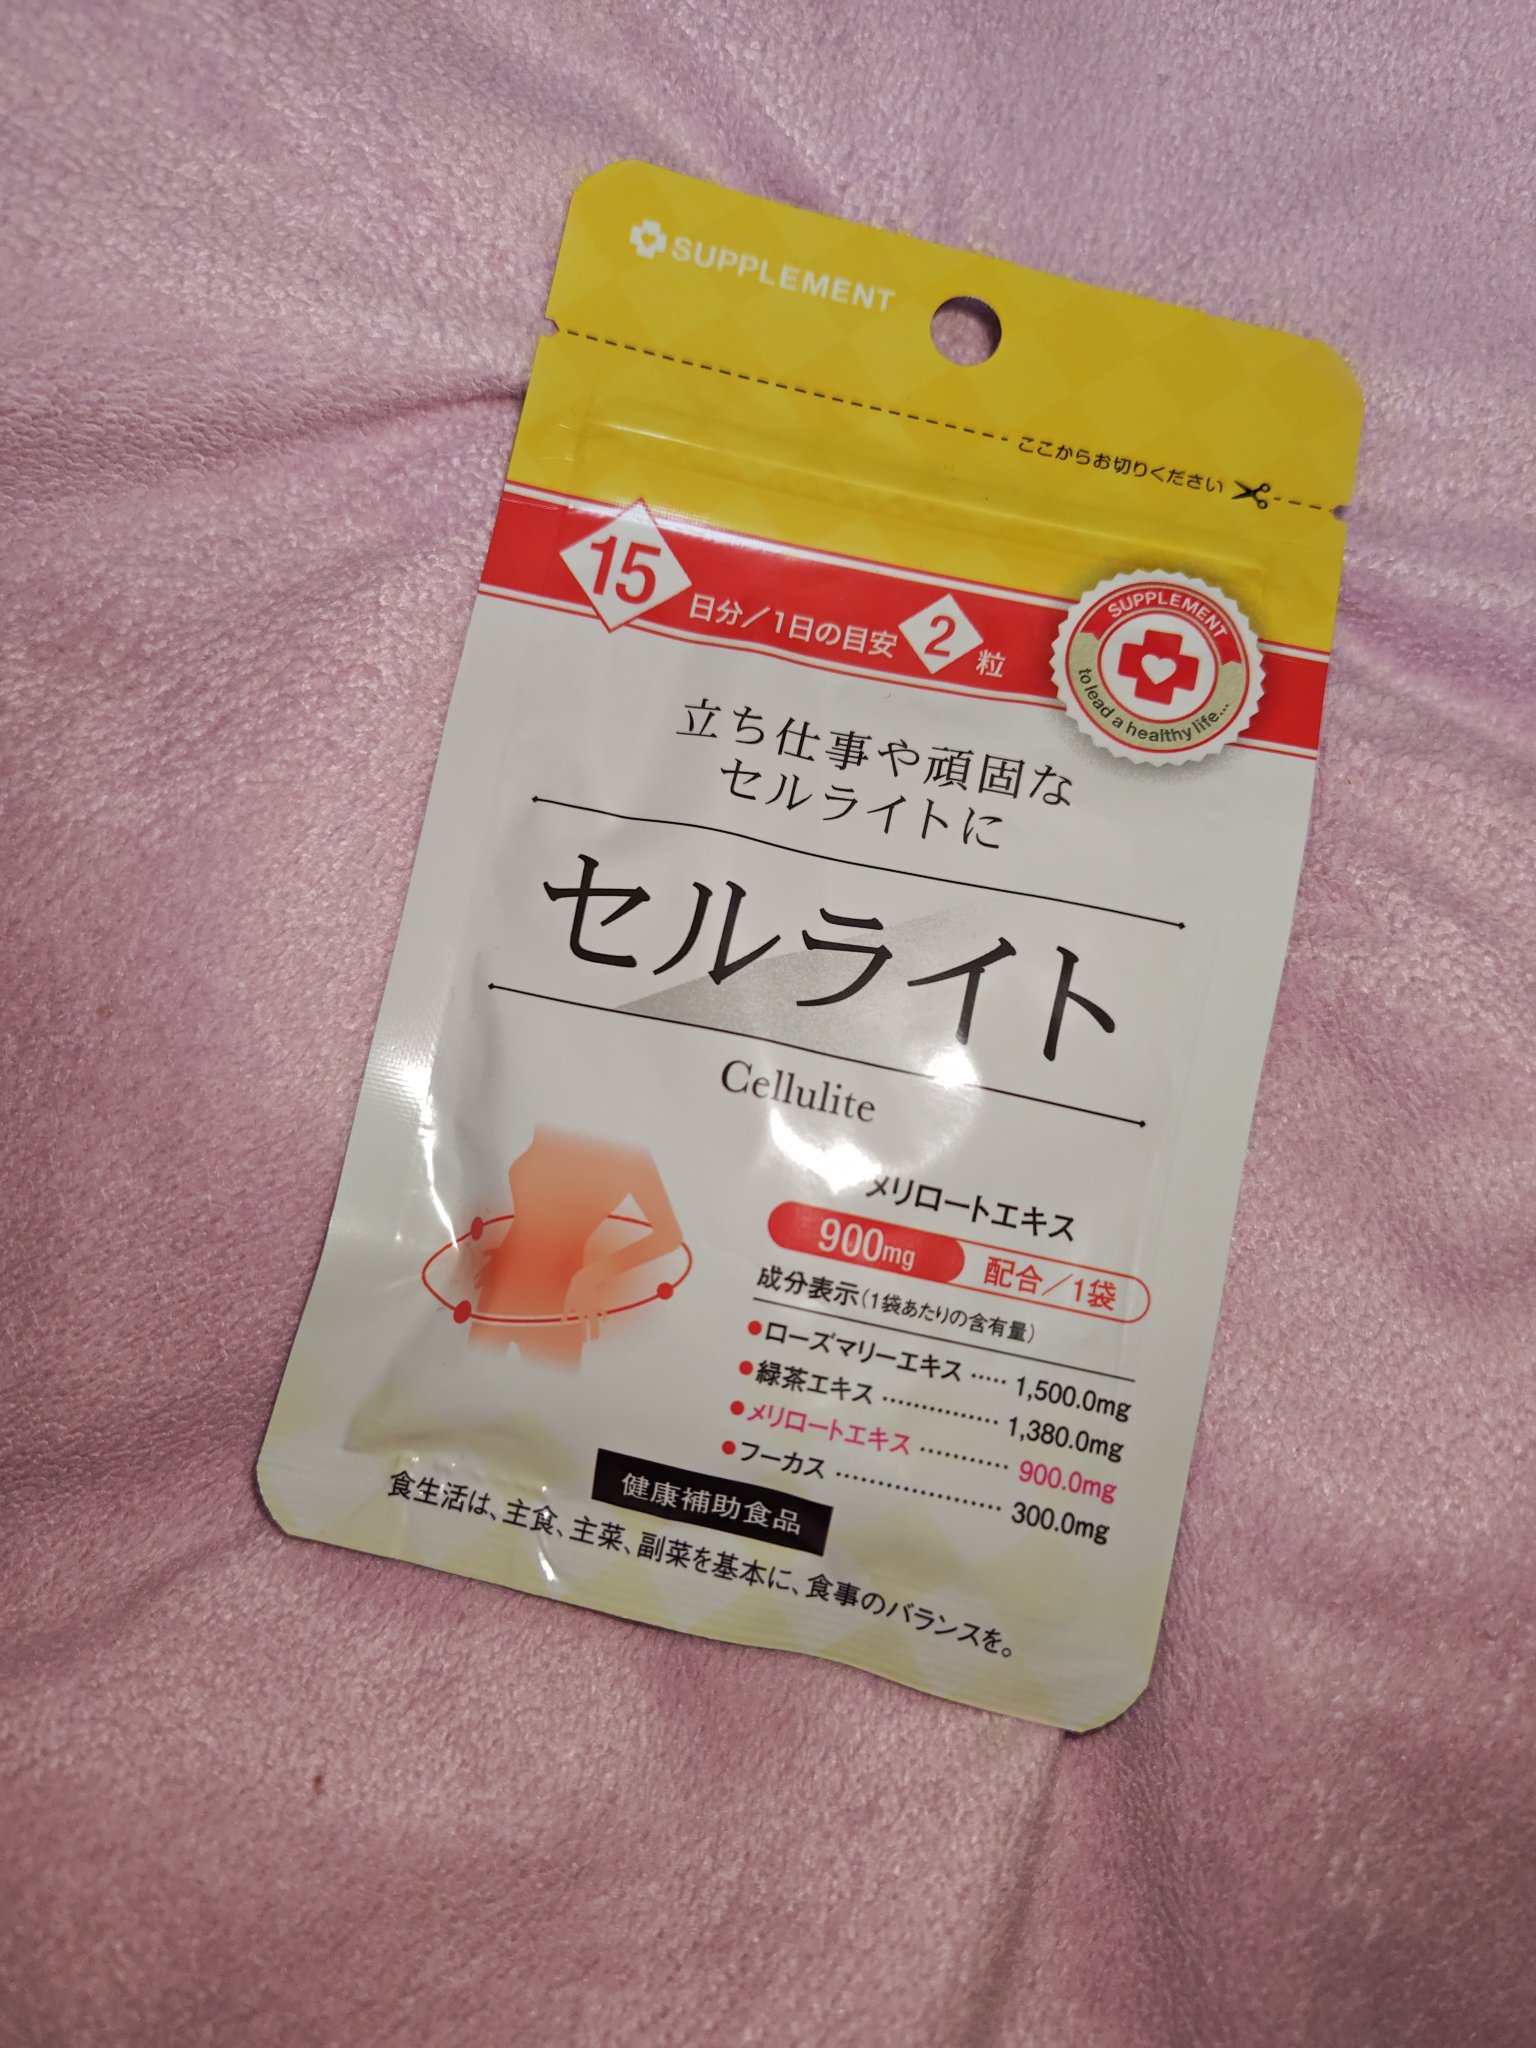 SUPPLEMENT
ここからお切りください
15日分/1日の目安2粒
SUPPLEMENT
to lead a healthy life...
立ち仕事や頑固な
セルライトに
セルライト
Cellulite
メリロートエキス
900mg 配合/1袋
成分表示(1袋あたりの含有量)
●ローズマリーエキス ‥‥‥ 1,500.0mg
●緑茶エキス ‥‥‥‥‥‥ 1,380.0mg
●メリロートエキス ‥‥‥‥ 900.0mg
●フーカス ‥‥‥‥‥‥‥ 300.0mg
健康補助食品
食生活は、主食、主菜、副菜を基本に、食事のバランスを。